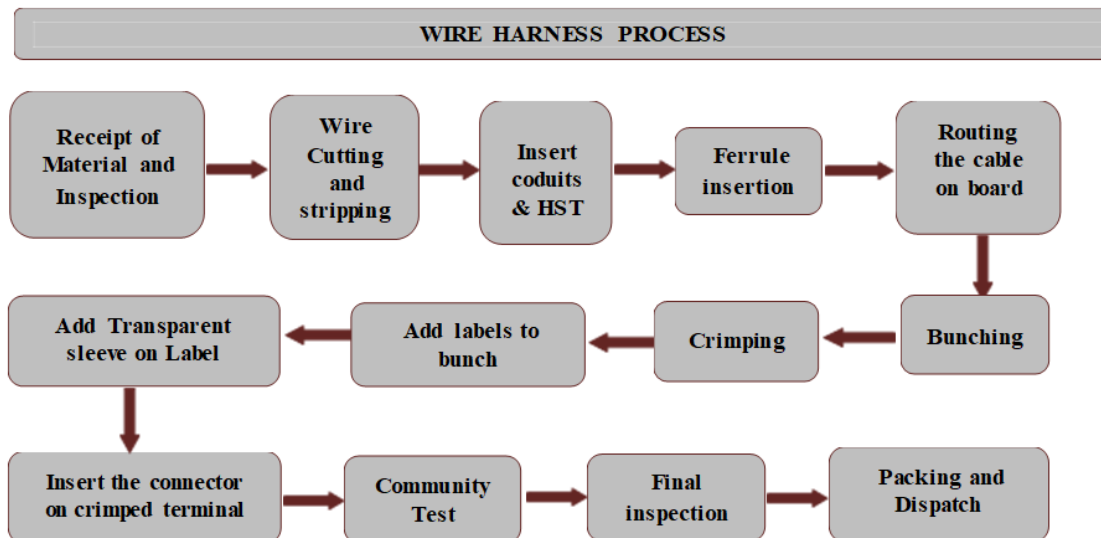 WIRE HARNESS PROCESS
Receipt of
Material and
Inspection
Wire
Cutting
and
stripping
Insert
coduits
& HST
Ferrule
insertion
Routing
the cable
on board
Bunching
Crimping
Add labels to
bunch
Add Transparent
sleeve on Label
Insert the connector
on crimped terminal
Community
Test
Final
inspection
Packing and
Dispatch